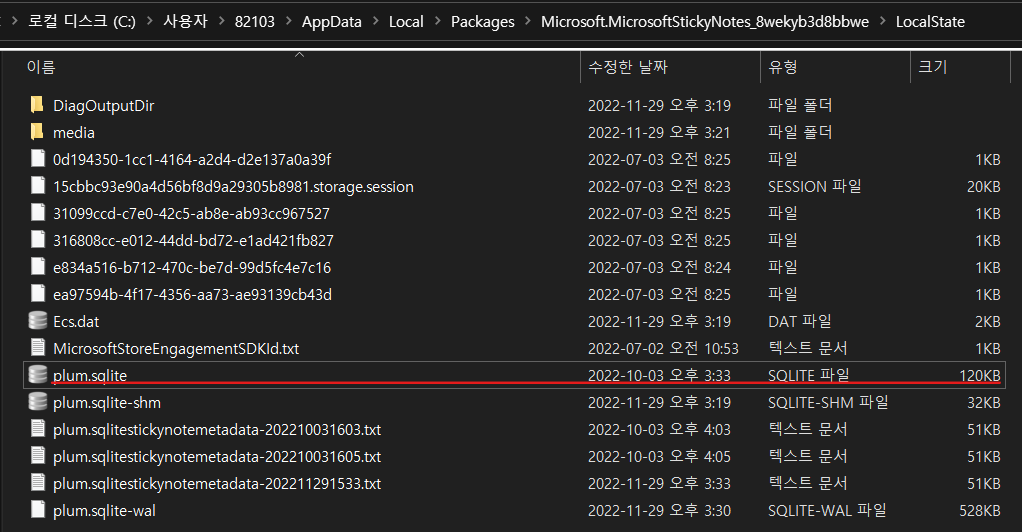 로컬 디스크 (C:) > 사용자 > 82103 > AppData > Local > Packages > Microsoft.MicrosoftStickyNotes_8wekyb3d8bbwe > LocalState
이름 수정한 날짜 유형 크기
DiagOutputDir 2022-11-29 오후 3:19 파일 폴더
media 2022-11-29 오후 3:21 파일 폴더
0d194350-1cc1-4164-a2d4-d2e137a0a39f 2022-07-03 오전 8:25 파일 1KB
15cbbc93e90a4d56bf8d9a29305b8981.storage.session 2022-07-03 오전 8:23 SESSION 파일 20KB
31099ccd-c7e0-42c5-ab8e-ab93cc967527 2022-07-03 오전 8:25 파일 1KB
316808cc-e012-44dd-bd72-e1ad421fb827 2022-07-03 오전 8:25 파일 1KB
e834a516-b712-470c-be7d-99d5fc4e7c16 2022-07-03 오전 8:24 파일 1KB
ea97594b-4f17-4356-aa73-ae93139cb43d 2022-07-03 오전 8:25 파일 1KB
Ecs.dat 2022-11-29 오후 3:19 DAT 파일 2KB
MicrosoftStoreEngagementSDKId.txt 2022-07-02 오전 10:53 텍스트 문서 1KB
plum.sqlite 2022-10-03 오후 3:33 SQLITE 파일 120KB
plum.sqlite-shm 2022-11-29 오후 3:19 SQLITE-SHM 파일 32KB
plum.sqlitestickynotemetadata-202210031603.txt 2022-10-03 오후 4:03 텍스트 문서 51KB
plum.sqlitestickynotemetadata-202210031605.txt 2022-10-03 오후 4:05 텍스트 문서 51KB
plum.sqlitestickynotemetadata-202211291533.txt 2022-11-29 오후 3:33 텍스트 문서 51KB
plum.sqlite-wal 2022-11-29 오후 3:30 SQLITE-WAL 파일 528KB